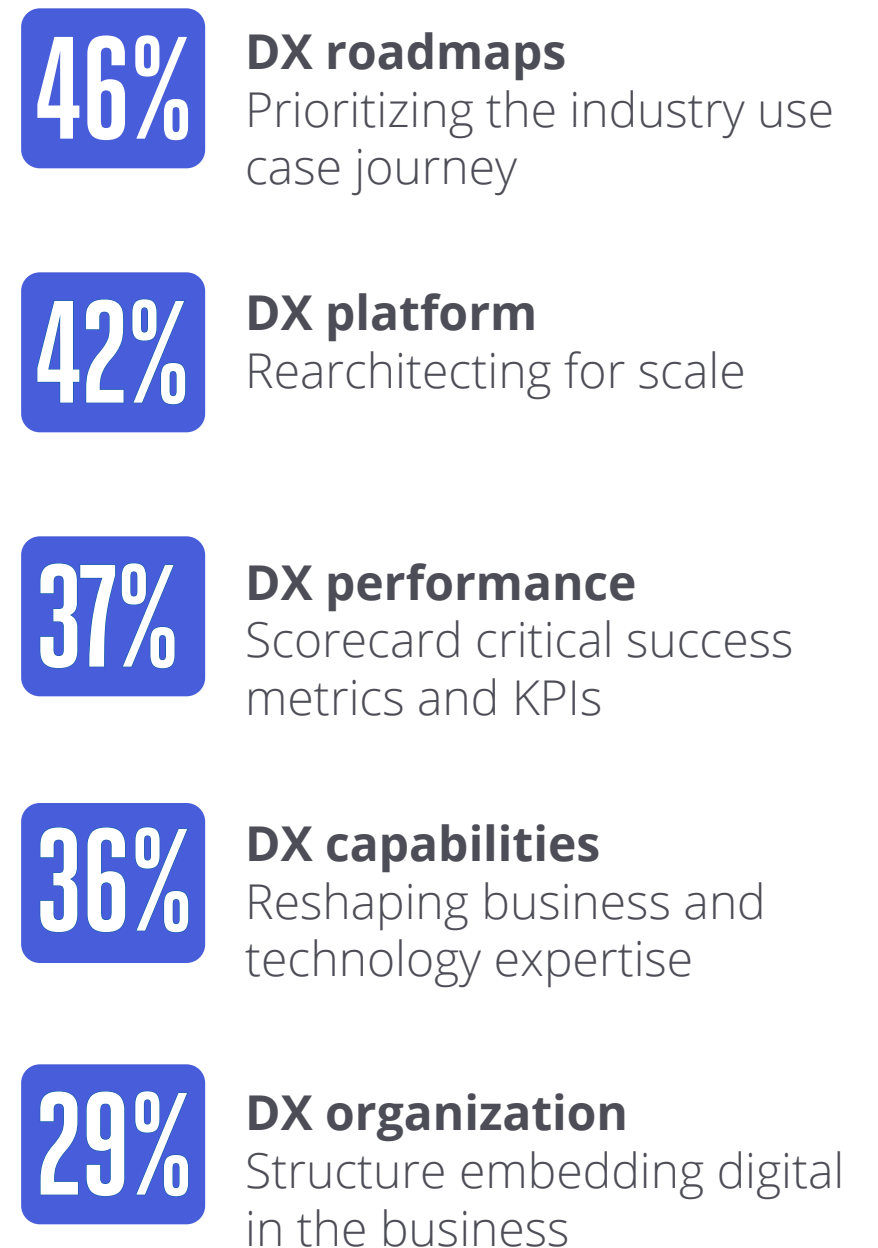 46%
DX roadmaps
Prioritizing the industry use
case journey
42%
DX platform
Rearchitecting for scale
37%
DX performance
Scorecard critical success
metrics and KPIs
36%
DX capabilities
Reshaping business and
technology expertise
29%
DX organization
Structure embedding digital
in the business